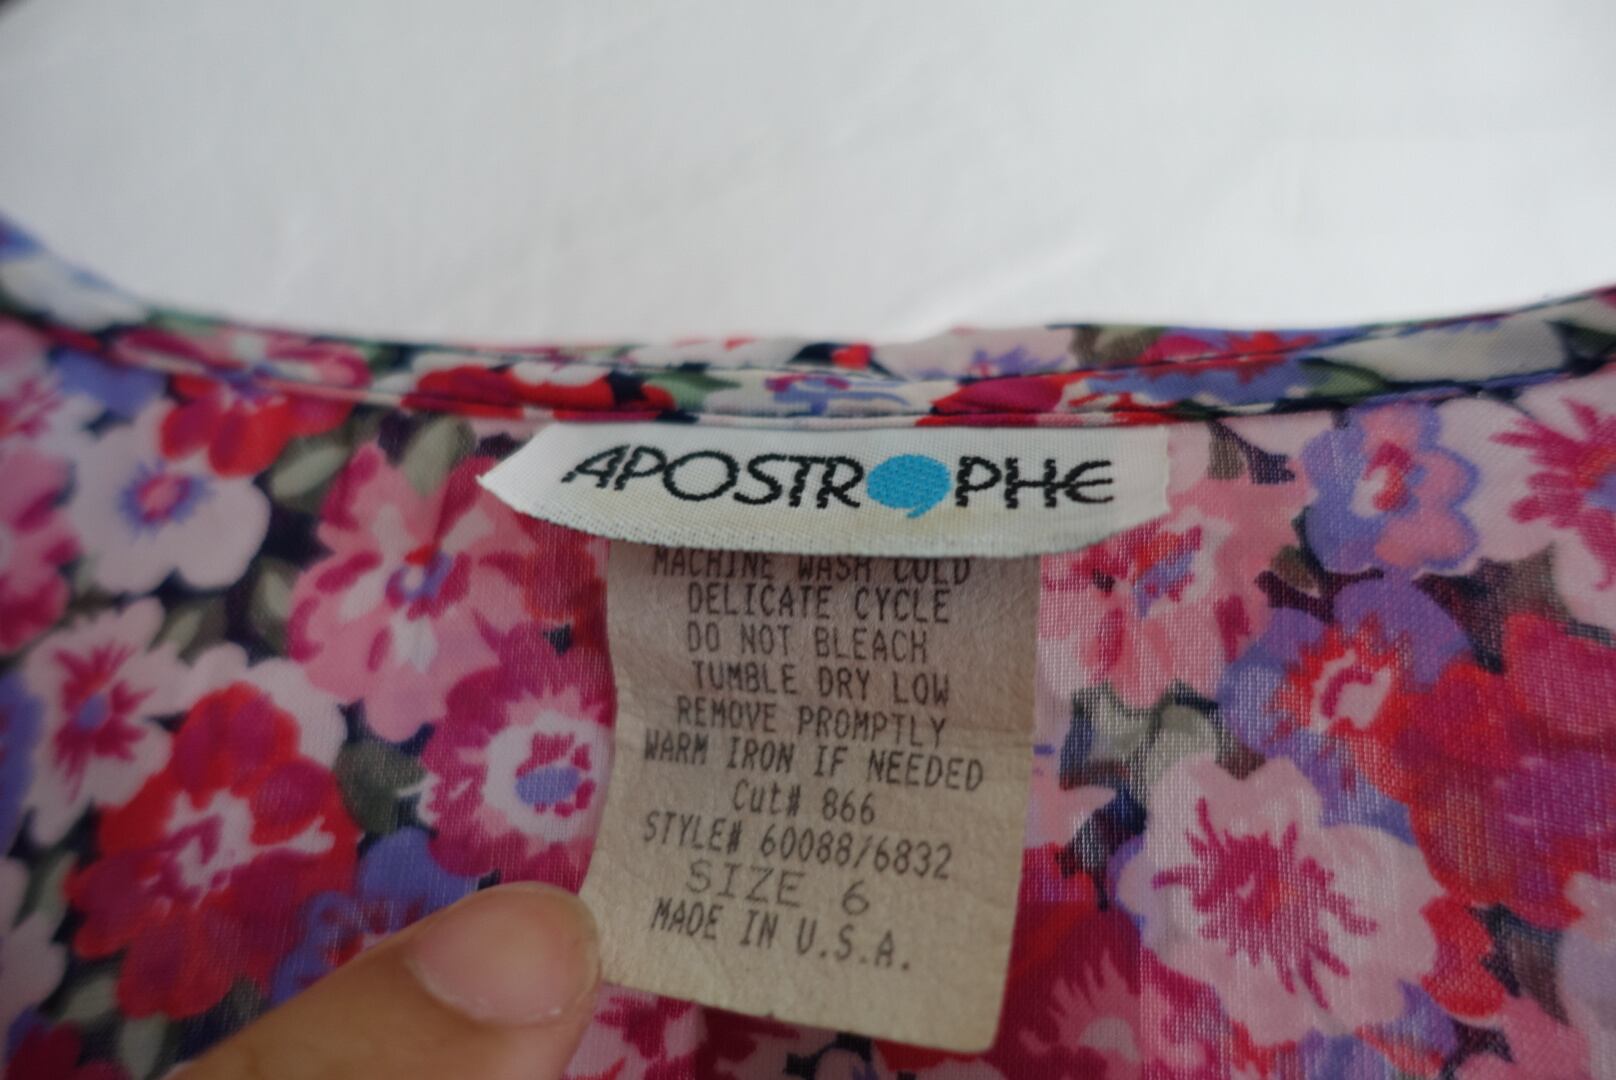 APOSTROPHE
MACHINE WASH COLD
DELICATE CYCLE
DO NOT BLEACH
TUMBLE DRY LOW
REMOVE PROMPTLY
WARM IRON IF NEEDED
Cut# 866
STYLE# 60088/6832
SIZE 6
MADE IN U.S.A.